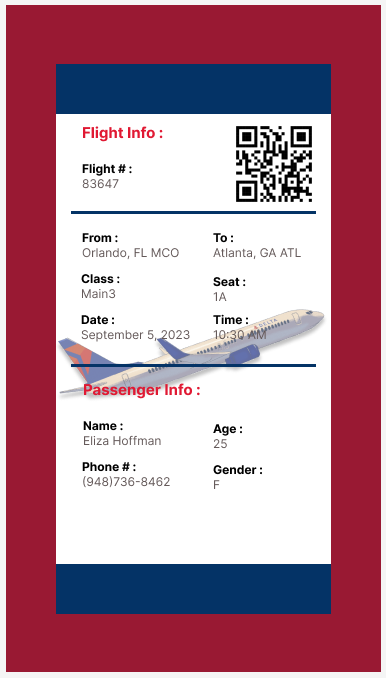 Flight Info :
Flight # :
83647
From :
To :
Orlando, FL MCO
Atlanta, GA ATL
Class :
Seat :
Main3
1A
Date :
Time :
September 5, 2023
10:30 AM
DELTA
Passenger Info :
Name :
Age :
Eliza Hoffman
25
Phone # :
Gender :
(948)736-8462
F